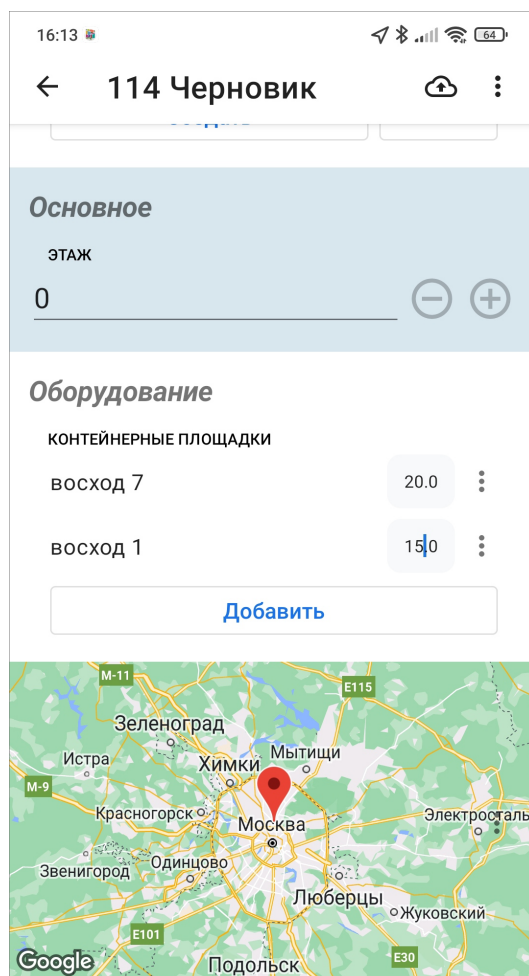 16:13
64
114 Черновик
Создать
Основное
ЭТАЖ
0
Оборудование
КОНТЕЙНЕРНЫЕ ПЛОЩАДКИ
восход 7
20.0
восход 1
15.0
Добавить
М-11
E115
Зеленоград
Истра
Химки
Мытищи
М-9
Красногорск
Москва
Электросталь
Звенигород
Одинцово
Люберцы
Жуковский
E101
E30
Google
Подольск